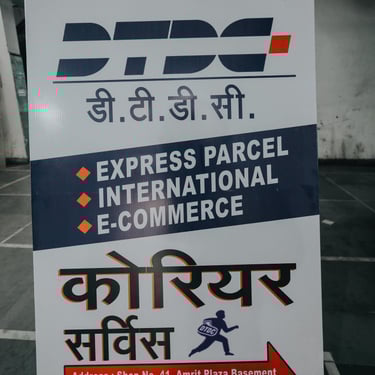 DTDC
डी.टी.डी.सी.
EXPRESS PARCEL
INTERNATIONAL
E-COMMERCE
कोरियर
सर्विस
DTDC
Address : Shop No. 41, Amrit Plaza Basement